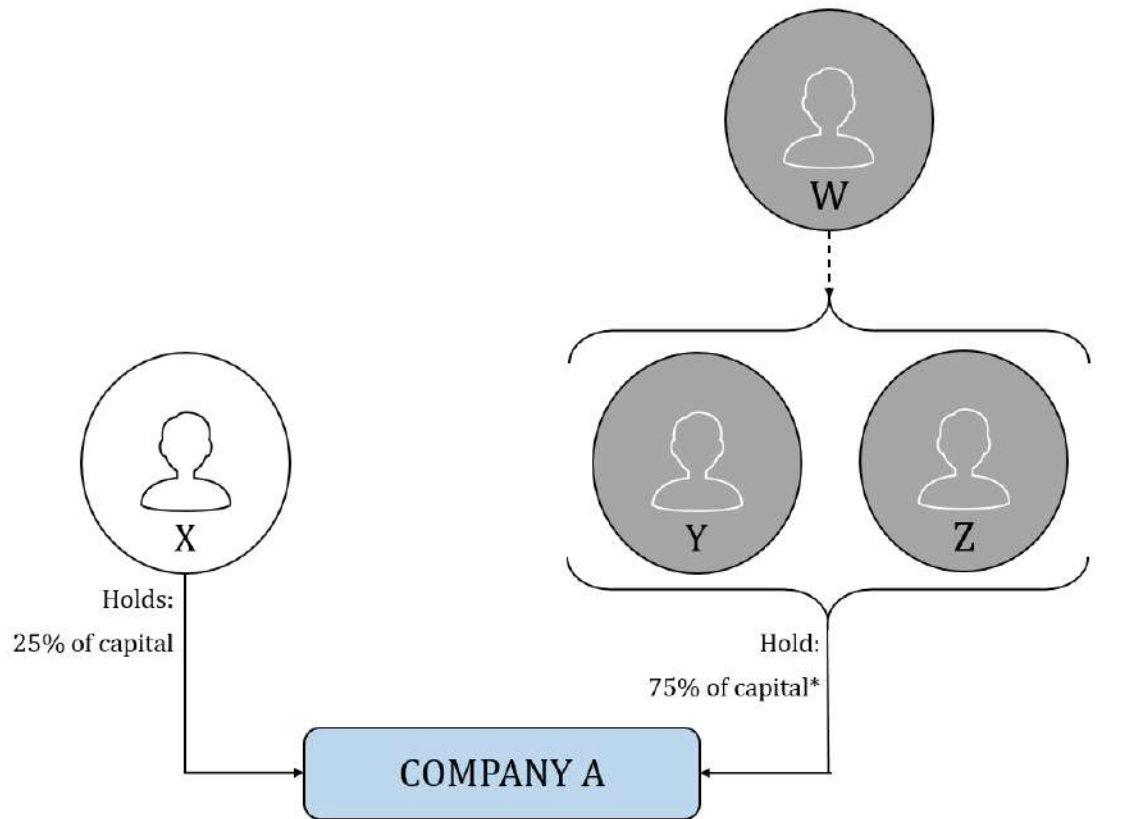 W
X
Y
Z
Holds:
25% of capital
Hold:
75% of capital*
COMPANY A